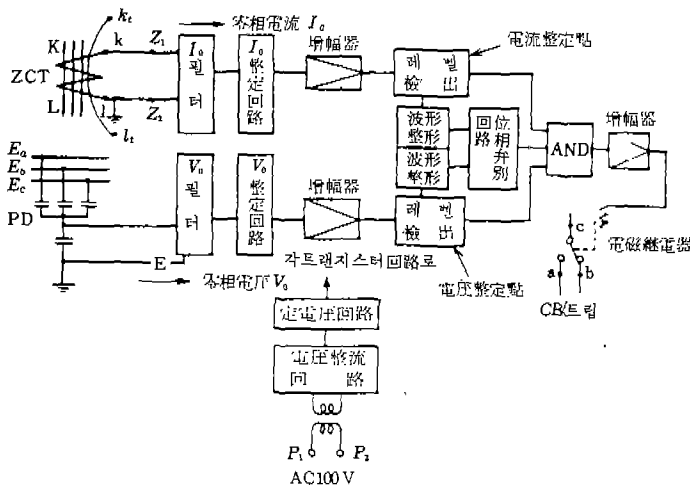 k_t
零相電流 I_0
K
k
Z_1
ZCT
L
l
Z_2
l_t
I_0
필
터
I_0
整定
回路
增幅器
레벨
檢出
電流整定點
波形
整形
波形
整形
回路
位相弁別
AND
增幅器
E_a
E_b
E_c
PD
V_0
필
터
V_0
整定
回路
增幅器
레벨
檢出
電圧整定點
E
零相電圧 V_0
각트랜지스터回路로
定電圧回路
電圧整流
回路
P_1
P_2
AC100V
c
a
b
電磁継電器
CB트립